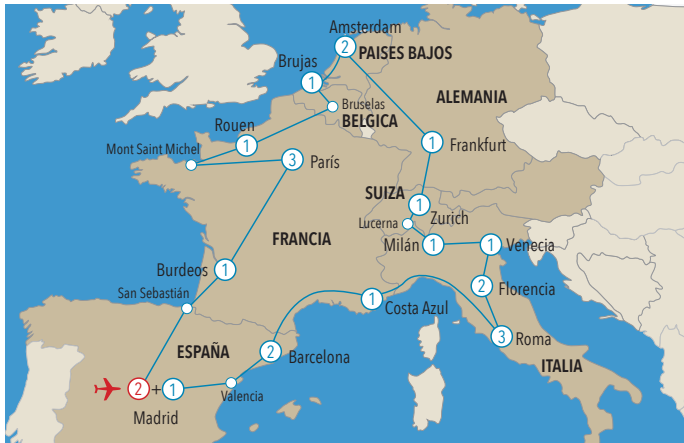 Amsterdam
2
PAISES BAJOS
Brujas
1
ALEMANIA
Bruselas
BELGICA
Rouen
1
1
Frankfurt
Mont Saint Michel
3
París
SUIZA
1
Zurich
Lucerna
FRANCIA
Milán
1
1
Venecia
Burdeos
1
2
Florencia
San Sebastián
1
Costa Azul
3
Roma
ESPAÑA
2
Barcelona
ITALIA
2
+
1
Valencia
Madrid